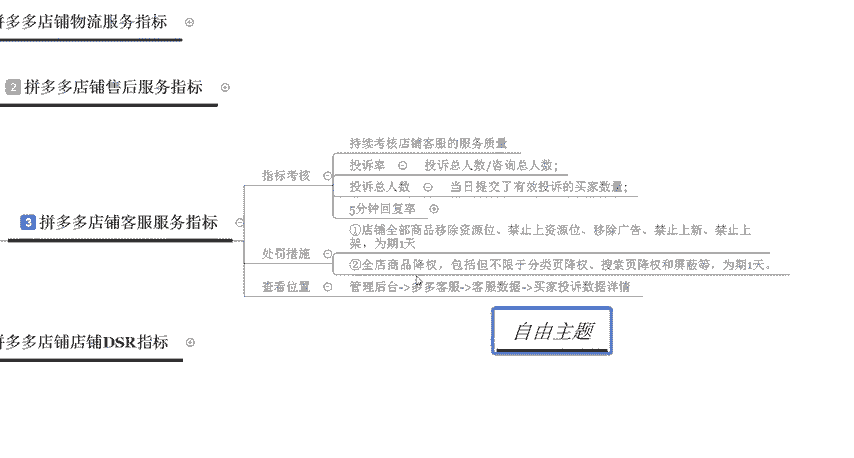 拼多多店铺物流服务指标
2 拼多多店铺售后服务指标
持续考核店铺客服的服务质量
指标考核
投诉率 投诉总人数/咨询总人数;
投诉总人数 当日提交了有效投诉的买家数量;
5分钟回复率
3 拼多多店铺客服服务指标
①店铺全部商品移除资源位、禁止上资源位、移除广告、禁止上新、禁止上
架，为期1天
处罚措施
②全店商品降权，包括但不限于分类页降权、搜索页降权和屏蔽等，为期1天。
查看位置 管理后台->多多客服->客服数据->买家投诉数据详情
自由主题
拼多多店铺店铺DSR指标